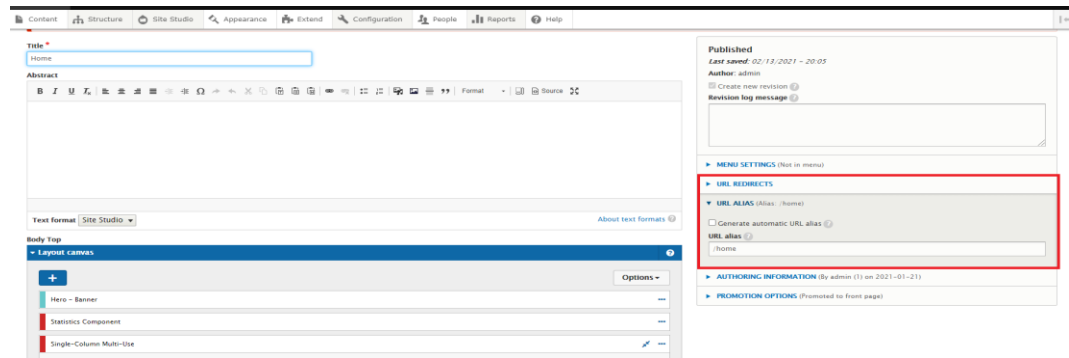 Content Structure Site Studio Appearance Extend Configuration People Reports Help
Title *
Home
Abstract
B I U Tx Ω Format Source
Text format Site Studio
About text formats
Body Top
Layout canvas
+
Options
Hero - Banner
Statistics Component
Single-Column Multi-Use
Published
Last saved: 02/13/2021 - 20:05
Author: admin
Create new revision
Revision log message
MENU SETTINGS (Not in menu)
URL REDIRECTS
URL ALIAS (Alias: /home)
Generate automatic URL alias
URL alias
/home
AUTHORING INFORMATION (By admin (1) on 2021-01-21)
PROMOTION OPTIONS (Promoted to front page)